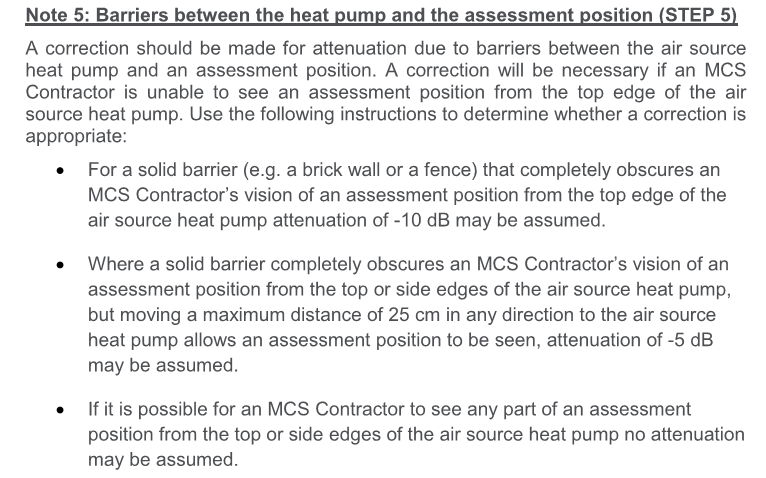 Note 5: Barriers between the heat pump and the assessment position (STEP 5)
A correction should be made for attenuation due to barriers between the air source
heat pump and an assessment position. A correction will be necessary if an MCS
Contractor is unable to see an assessment position from the top edge of the air
source heat pump. Use the following instructions to determine whether a correction is
appropriate:
• For a solid barrier (e.g. a brick wall or a fence) that completely obscures an
MCS Contractor's vision of an assessment position from the top edge of the
air source heat pump attenuation of -10 dB may be assumed.
• Where a solid barrier completely obscures an MCS Contractor's vision of an
assessment position from the top or side edges of the air source heat pump,
but moving a maximum distance of 25 cm in any direction to the air source
heat pump allows an assessment position to be seen, attenuation of -5 dB
may be assumed.
• If it is possible for an MCS Contractor to see any part of an assessment
position from the top or side edges of the air source heat pump no attenuation
may be assumed.